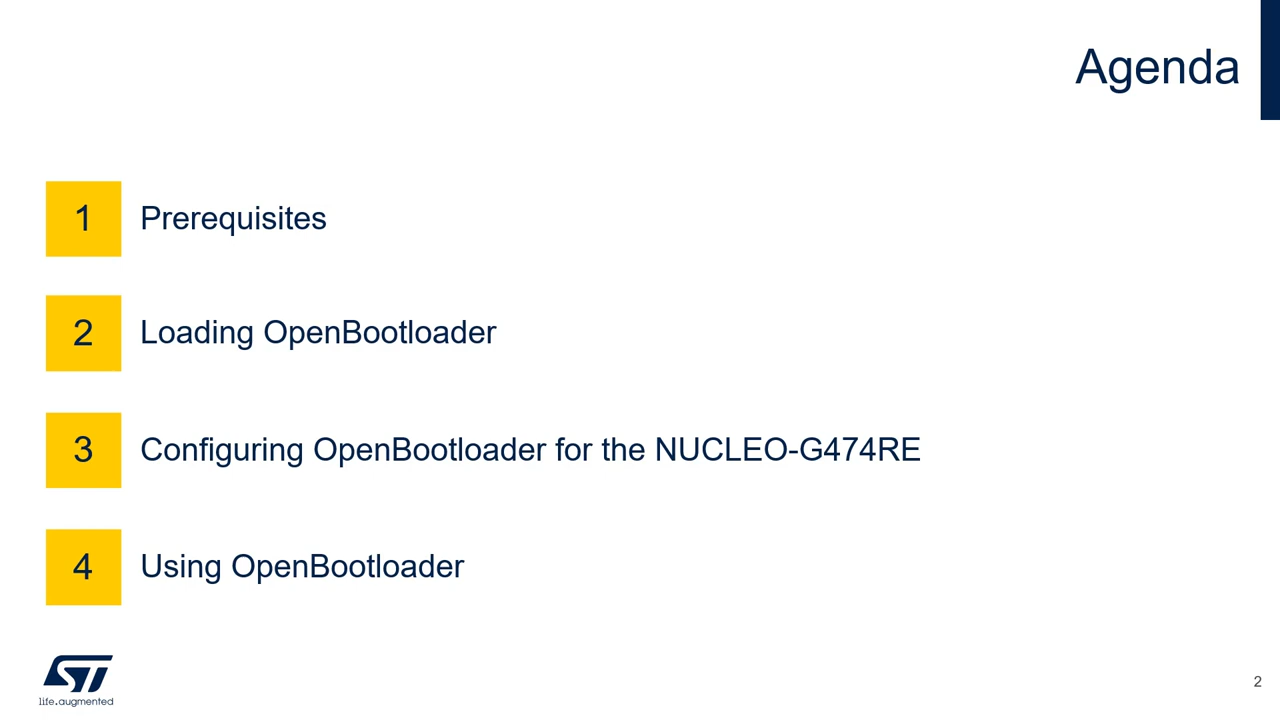 Agenda
1 Prerequisites
2 Loading OpenBootloader
3 Configuring OpenBootloader for the NUCLEO-G474RE
4 Using OpenBootloader
ST
life.augmented
2